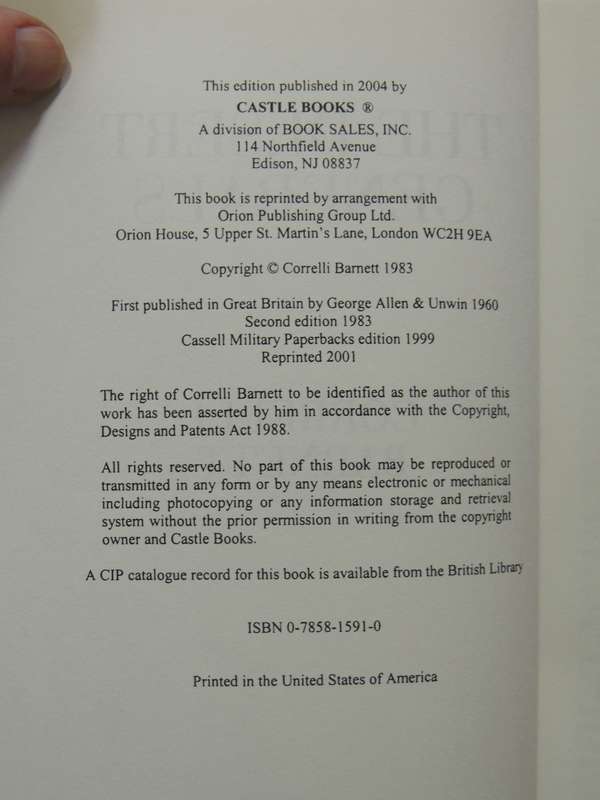 This edition published in 2004 by
CASTLE BOOKS ®
A division of BOOK SALES, INC.
114 Northfield Avenue
Edison, NJ 08837
This book is reprinted by arrangement with
Orion Publishing Group Ltd.
Orion House, 5 Upper St. Martin's Lane, London WC2H 9EA
Copyright © Correlli Barnett 1983
First published in Great Britain by George Allen & Unwin 1960
Second edition 1983
Cassell Military Paperbacks edition 1999
Reprinted 2001
The right of Correlli Barnett to be identified as the author of this
work has been asserted by him in accordance with the Copyright,
Designs and Patents Act 1988.
All rights reserved. No part of this book may be reproduced or
transmitted in any form or by any means electronic or mechanical
including photocopying or any information storage and retrieval
system without the prior permission in writing from the copyright
owner and Castle Books.
A CIP catalogue record for this book is available from the British Library
ISBN 0-7858-1591-0
Printed in the United States of America